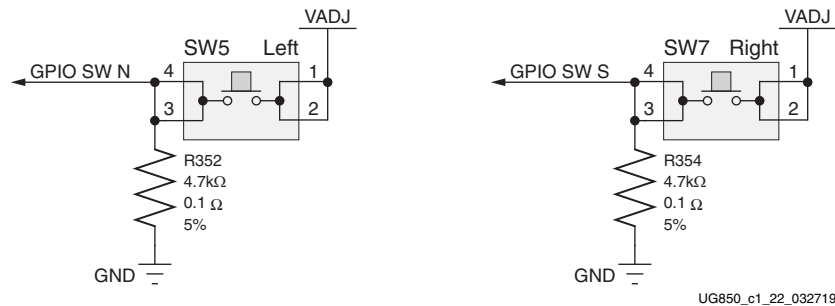 VADJ
SW5 Left
GPIO SW N
4
1
3
2
R352
4.7kΩ
0.1 Ω
5%
GND
VADJ
SW7 Right
GPIO SW S
4
1
3
2
R354
4.7kΩ
0.1 Ω
5%
GND
UG850_c1_22_032719